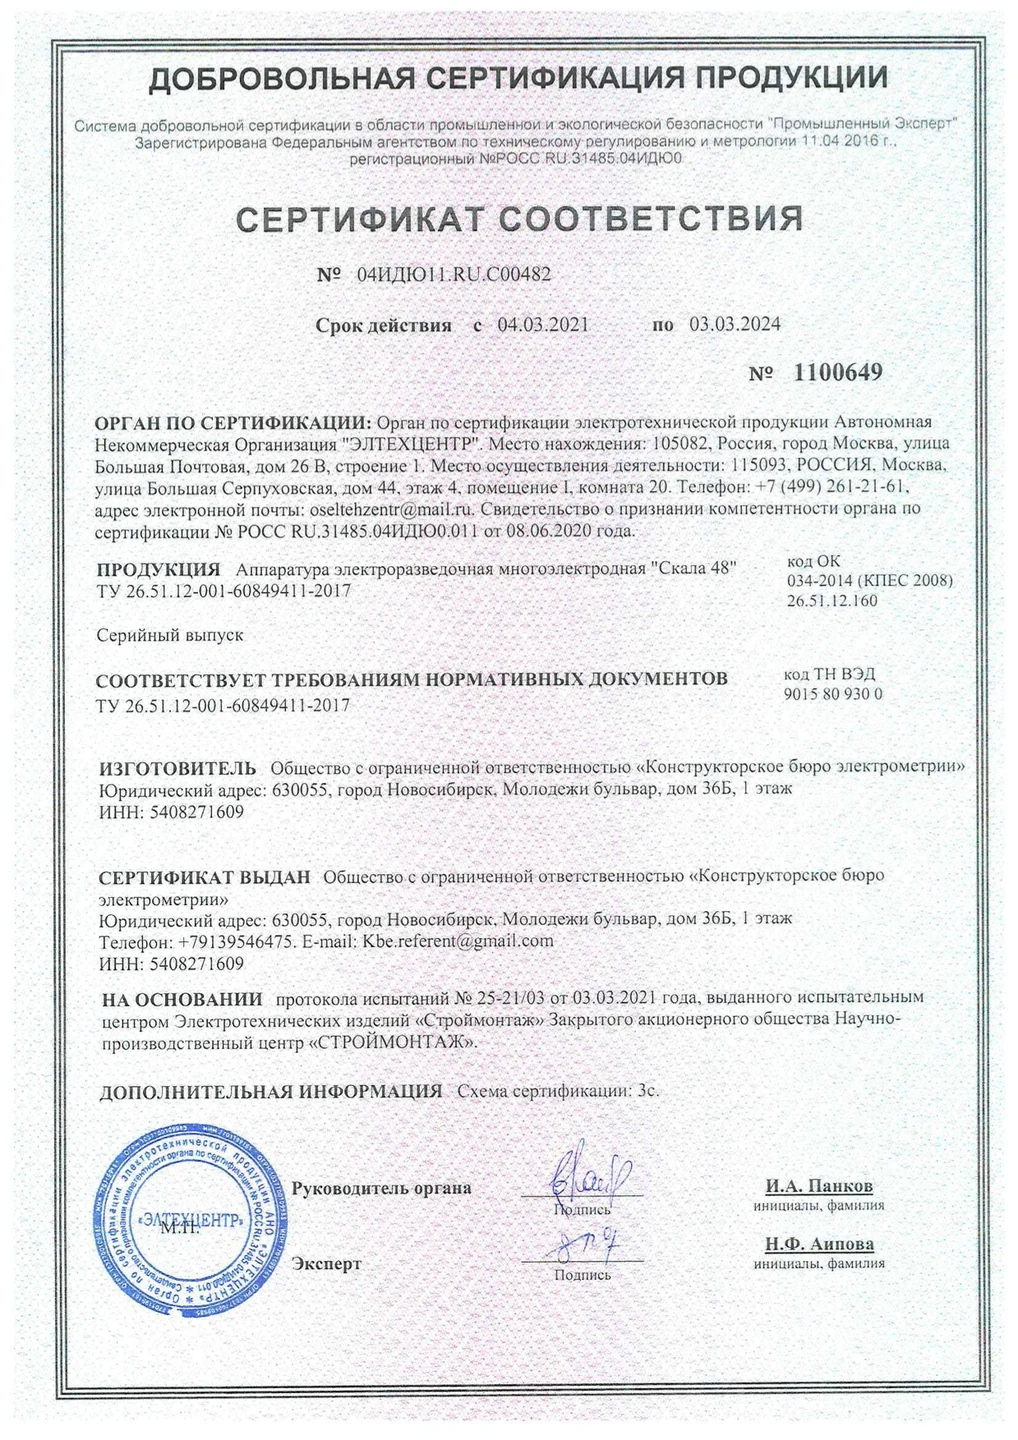 ДОБРОВОЛЬНАЯ СЕРТИФИКАЦИЯ ПРОДУКЦИИ
Система добровольной сертификации в области промышленной и экологической безопасности "Промышленный Эксперт"
Зарегистрирована Федеральным агентством по техническому регулированию и метрологии 11.04.2016 г.,
регистрационный №РОСС RU.31485.04ИДЮ0
СЕРТИФИКАТ СООТВЕТСТВИЯ
№ 04ИДЮ11.RU.С00482
Срок действия с 04.03.2021 по 03.03.2024
№ 1100649
ОРГАН ПО СЕРТИФИКАЦИИ: Орган по сертификации электротехнической продукции Автономная
Некоммерческая Организация "ЭЛТЕХЦЕНТР". Место нахождения: 105082, Россия, город Москва, улица
Большая Почтовая, дом 26 В, строение 1. Место осуществления деятельности: 115093, РОССИЯ, Москва,
улица Большая Серпуховская, дом 44, этаж 4, помещение I, комната 20. Телефон: +7 (499) 261-21-61,
адрес электронной почты: oseltehzentr@mail.ru. Свидетельство о признании компетентности органа по
сертификации № РОСС RU.31485.04ИДЮ0.011 от 08.06.2020 года.
ПРОДУКЦИЯ Аппаратура электроразведочная многоэлектродная "Скала 48"
ТУ 26.51.12-001-60849411-2017
код ОК
034-2014 (КПЕС 2008)
26.51.12.160
Серийный выпуск
СООТВЕТСТВУЕТ ТРЕБОВАНИЯМ НОРМАТИВНЫХ ДОКУМЕНТОВ
ТУ 26.51.12-001-60849411-2017
код ТН ВЭД
9015 80 930 0
ИЗГОТОВИТЕЛЬ Общество с ограниченной ответственностью «Конструкторское бюро электрометрии»
Юридический адрес: 630055, город Новосибирск, Молодежи бульвар, дом 36Б, 1 этаж
ИНН: 5408271609
СЕРТИФИКАТ ВЫДАН Общество с ограниченной ответственностью «Конструкторское бюро
электрометрии»
Юридический адрес: 630055, город Новосибирск, Молодежи бульвар, дом 36Б, 1 этаж
Телефон: +79139546475. E-mail: Kbe.referent@gmail.com
ИНН: 5408271609
НА ОСНОВАНИИ протокола испытаний № 25-21/03 от 03.03.2021 года, выданного испытательным
центром Электротехнических изделий «Строймонтаж» Закрытого акционерного общества Научно-
производственный центр «СТРОЙМОНТАЖ».
ДОПОЛНИТЕЛЬНАЯ ИНФОРМАЦИЯ Схема сертификации: 3с.
Орган по сертификации электротехнической продукции АНО "ЭЛТЕХЦЕНТР"
«ЭЛТЕХЦЕНТР»
М.П.
Руководитель органа
Подпись
И.А. Панков
инициалы, фамилия
Эксперт
Подпись
Н.Ф. Аипова
инициалы, фамилия